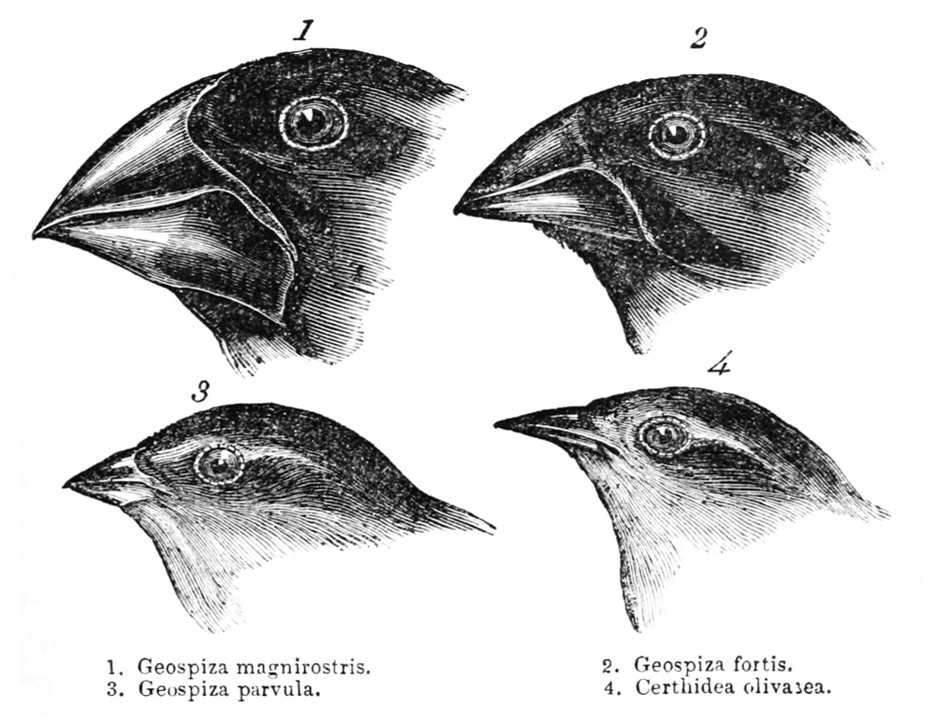 1
2
3
4
1. Geospiza magnirostris.
2. Geospiza fortis.
3. Geospiza parvula.
4. Certhidea olivasea.